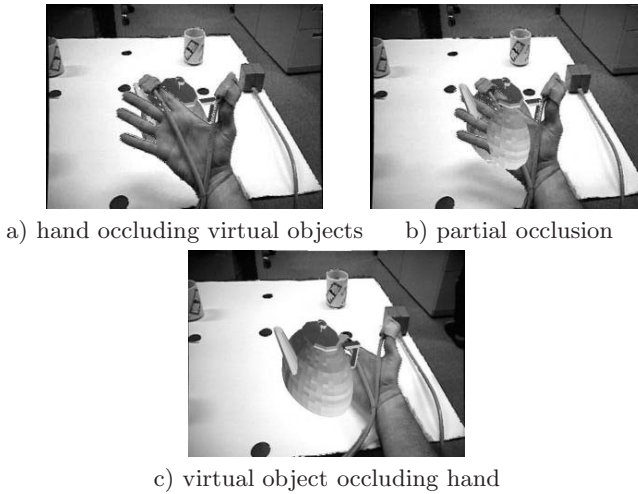 a) hand occluding virtual objects
b) partial occlusion
c) virtual object occluding hand